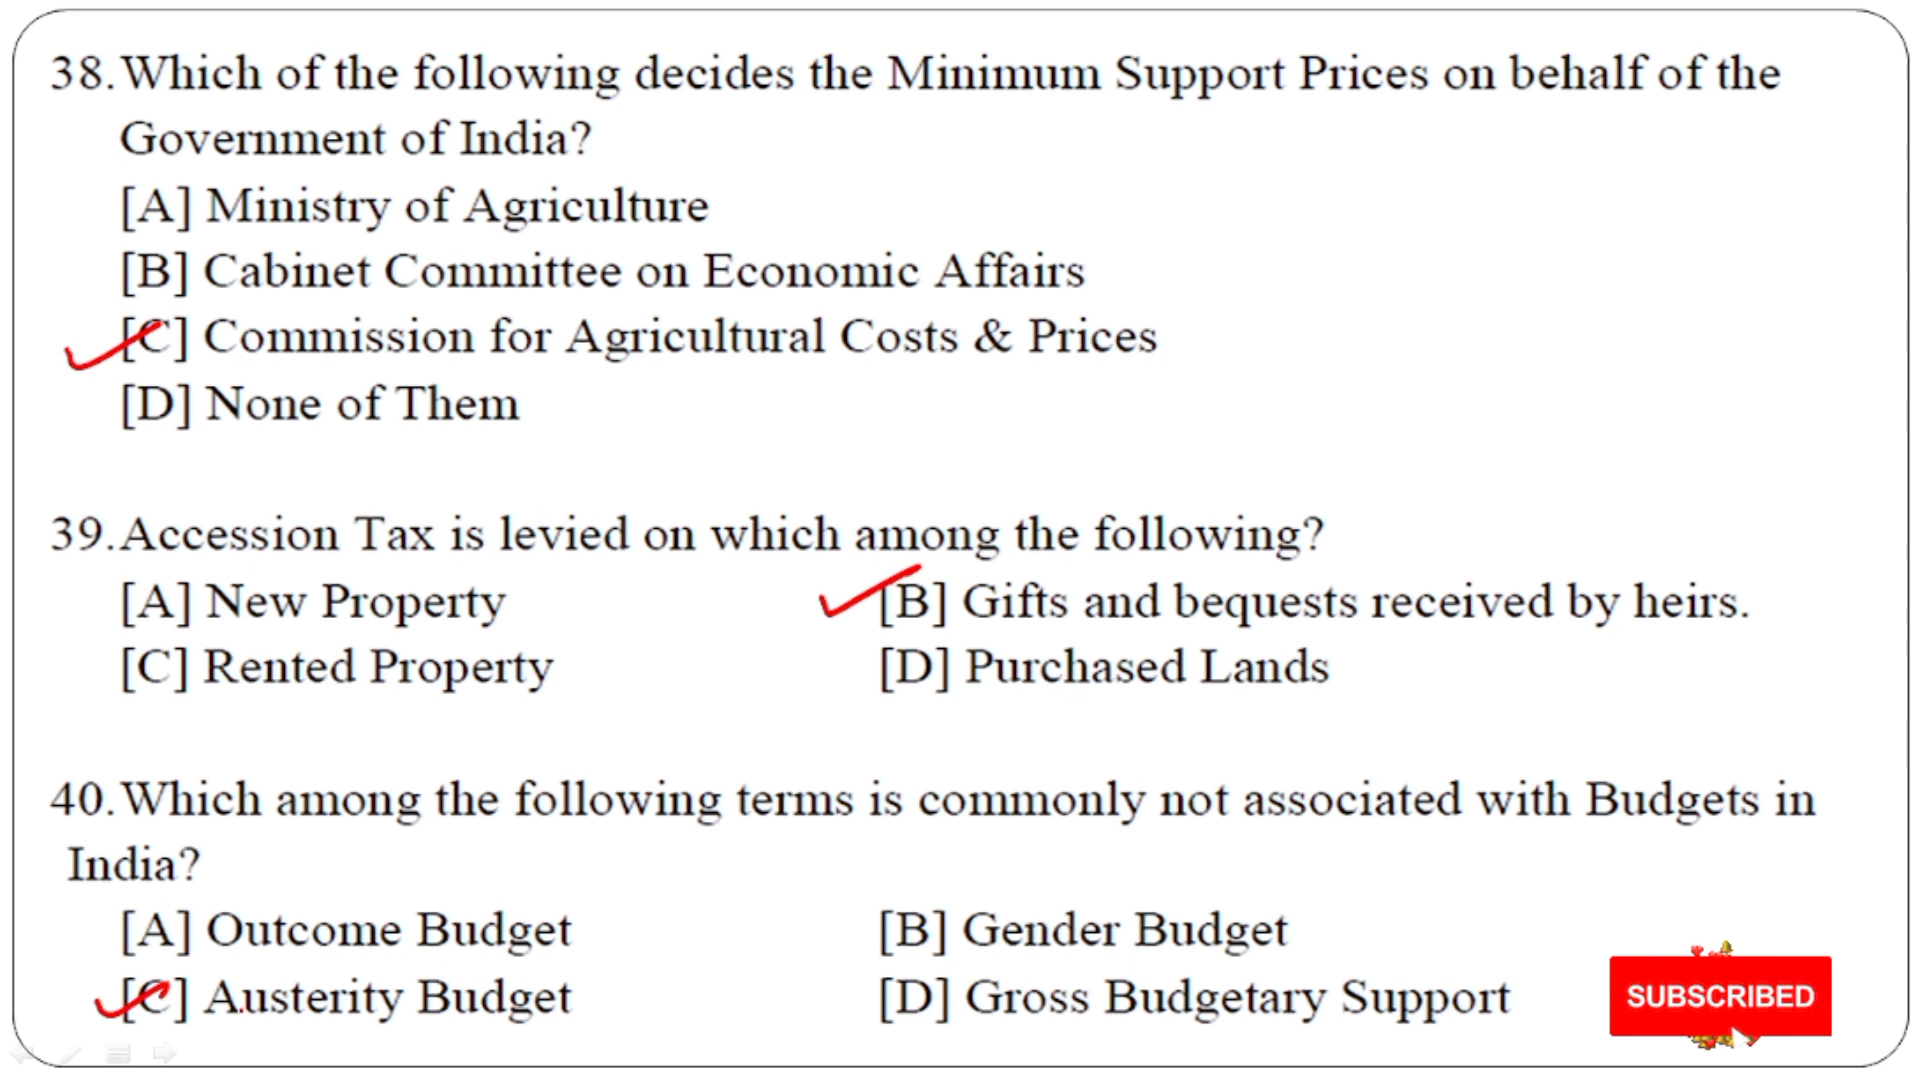 38. Which of the following decides the Minimum Support Prices on behalf of the
Government of India?
[A] Ministry of Agriculture
[B] Cabinet Committee on Economic Affairs
[C] Commission for Agricultural Costs & Prices
[D] None of Them
39. Accession Tax is levied on which among the following?
[A] New Property [B] Gifts and bequests received by heirs.
[C] Rented Property [D] Purchased Lands
40. Which among the following terms is commonly not associated with Budgets in
India?
[A] Outcome Budget [B] Gender Budget
[C] Austerity Budget [D] Gross Budgetary Support
SUBSCRIBED